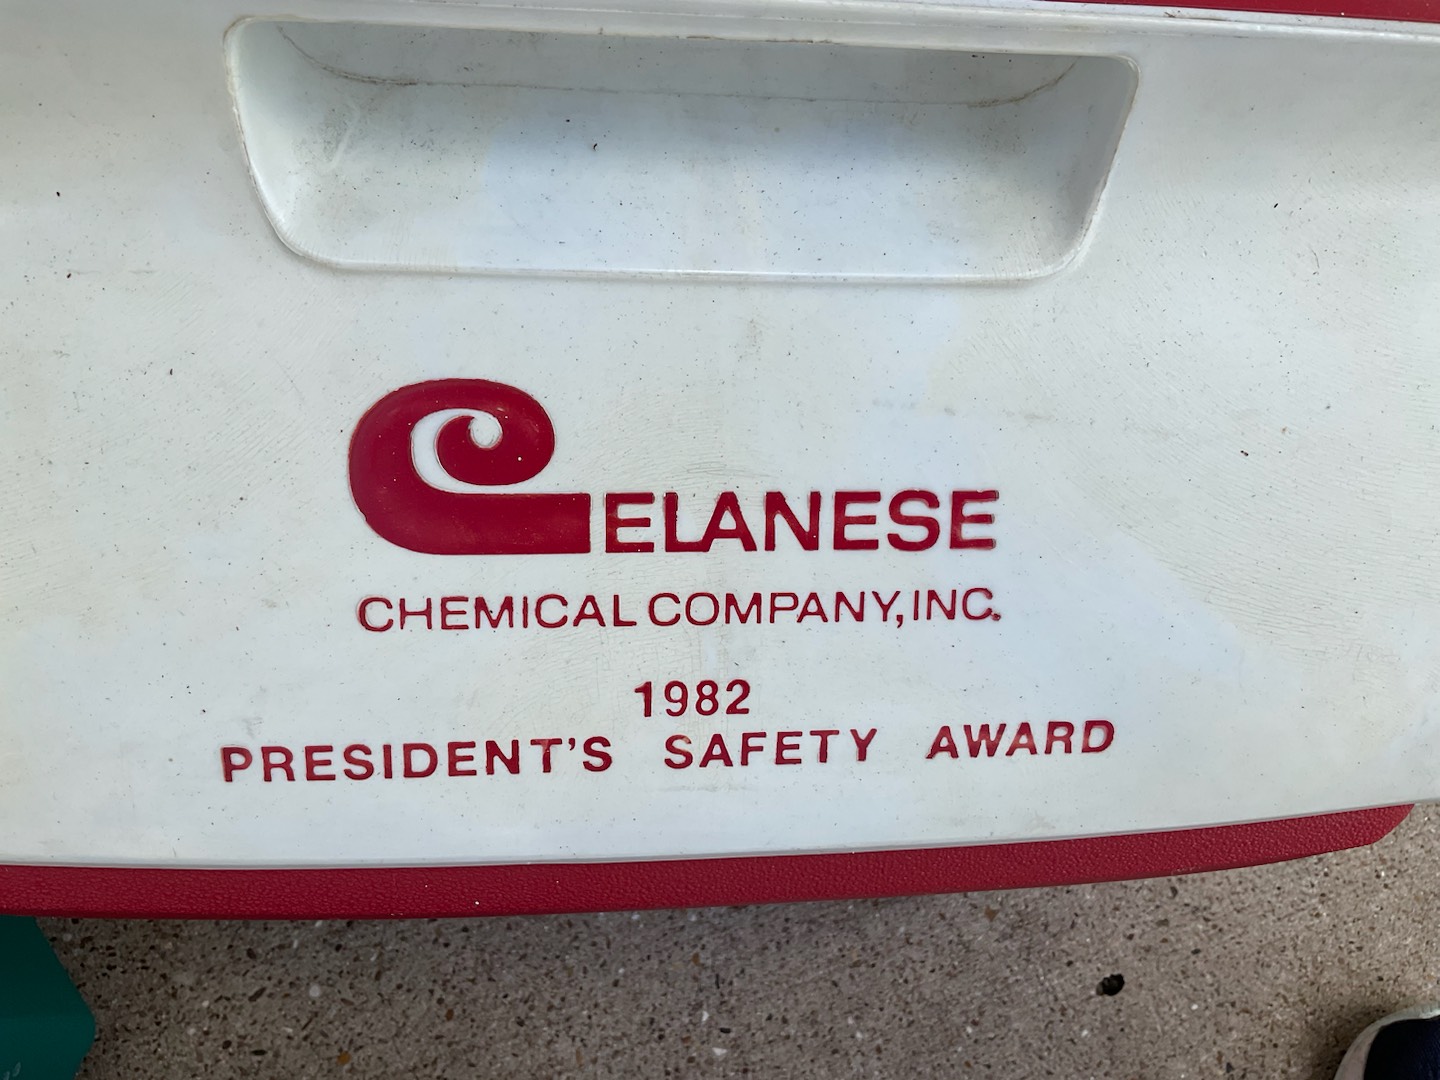 CELANESE
CHEMICAL COMPANY, INC.
1982
PRESIDENT'S SAFETY AWARD